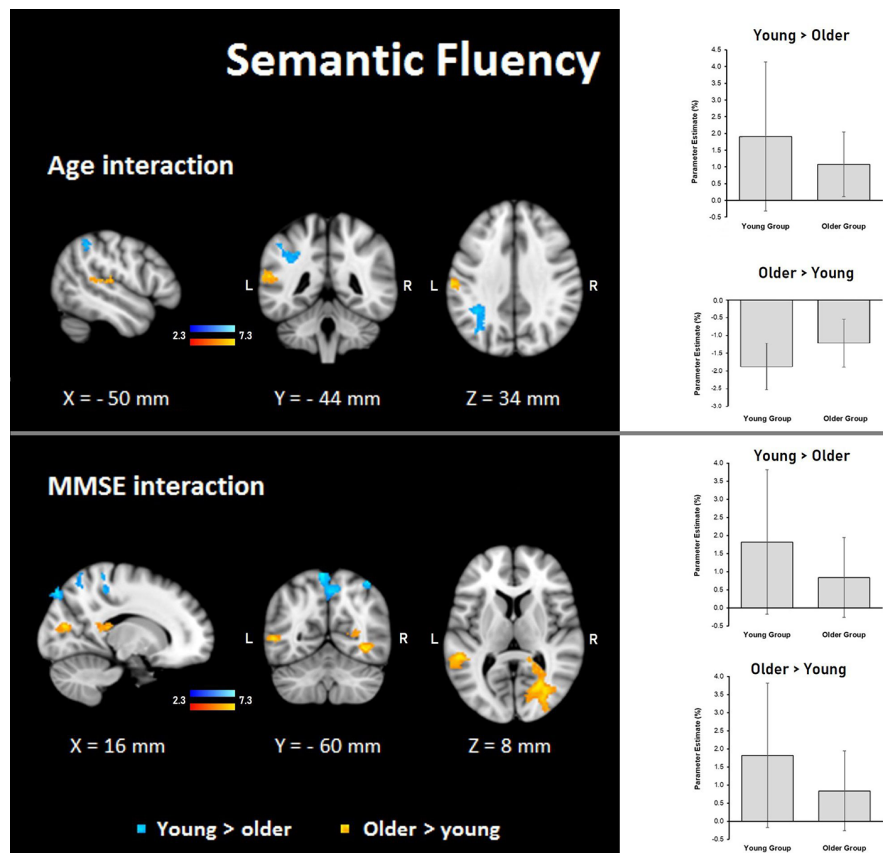 Semantic Fluency
Age interaction
L
R
L
R
2.3
7.3
X = - 50 mm
Y = - 44 mm
Z = 34 mm
Young > Older
Parameter Estimate (%)
4.5
4.0
3.5
3.0
2.5
2.0
1.5
1.0
0.5
0.0
-0.5
Young Group
Older Group
Older > Young
Parameter Estimate (%)
0.0
-0.5
-1.0
-1.5
-2.0
-2.5
-3.0
Young Group
Older Group
MMSE interaction
L
R
L
R
2.3
7.3
X = 16 mm
Y = - 60 mm
Z = 8 mm
Young > older
Older > young
Young > Older
Parameter Estimate (%)
4.0
3.5
3.0
2.5
2.0
1.5
1.0
0.5
0.0
-0.5
Young Group
Older Group
Older > Young
Parameter Estimate (%)
4.0
3.5
3.0
2.5
2.0
1.5
1.0
0.5
0.0
-0.5
Young Group
Older Group